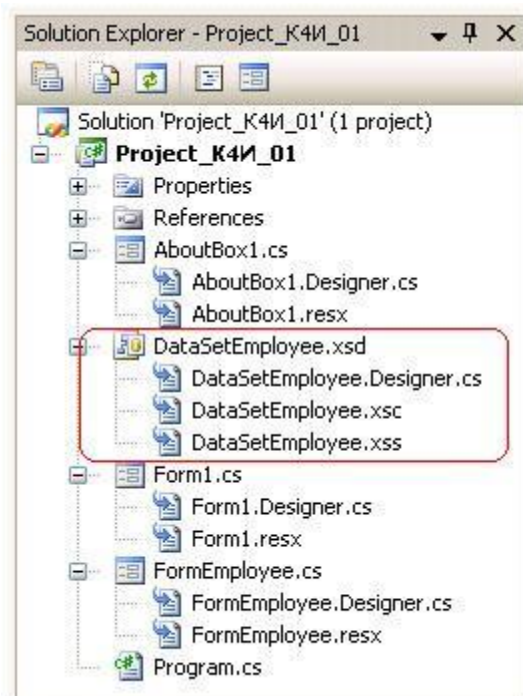 Solution Explorer - Project_К4И_01
Solution 'Project_К4И_01' (1 project)
Project_К4И_01
Properties
References
AboutBox1.cs
AboutBox1.Designer.cs
AboutBox1.resx
DataSetEmployee.xsd
DataSetEmployee.Designer.cs
DataSetEmployee.xsc
DataSetEmployee.xss
Form1.cs
Form1.Designer.cs
Form1.resx
FormEmployee.cs
FormEmployee.Designer.cs
FormEmployee.resx
Program.cs